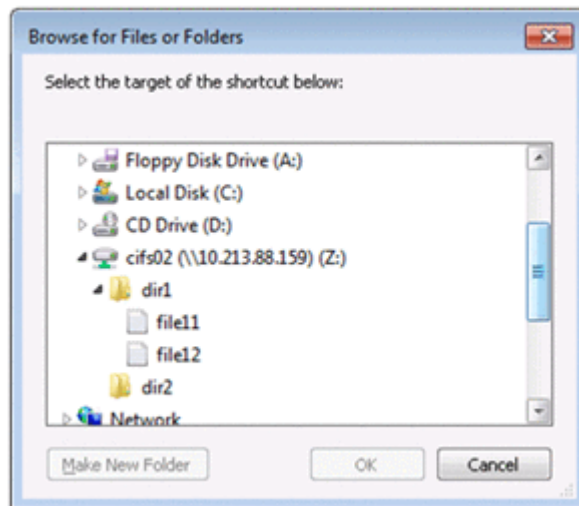 Browse for Files or Folders
Select the target of the shortcut below:
Floppy Disk Drive (A:)
Local Disk (C:)
CD Drive (D:)
cifs02 (\\10.213.88.159) (Z:)
dir1
file11
file12
dir2
Network
Make New Folder OK Cancel